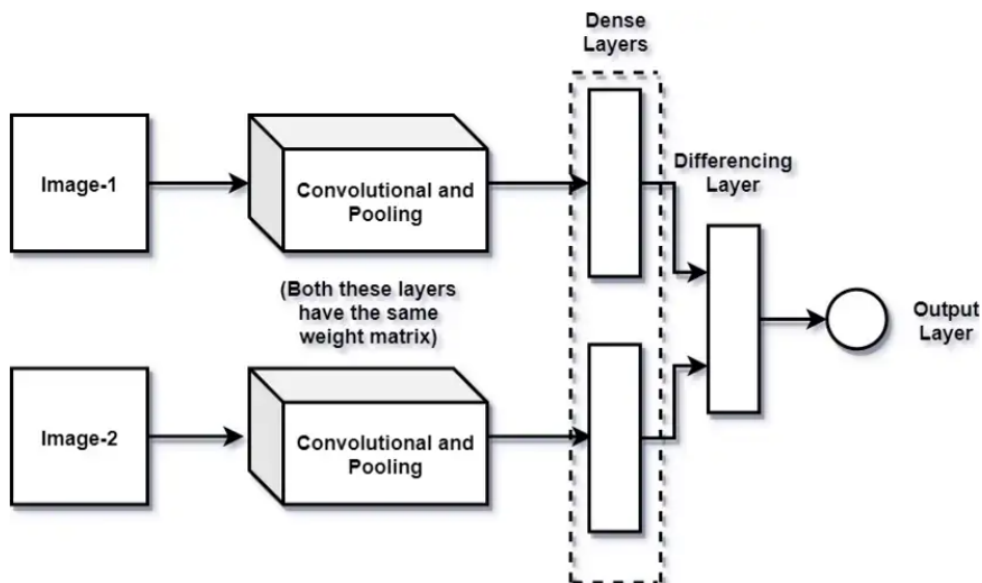 Dense
Layers
Image-1
Convolutional and
Pooling
Differencing
Layer
(Both these layers
have the same
weight matrix)
Output
Layer
Image-2
Convolutional and
Pooling